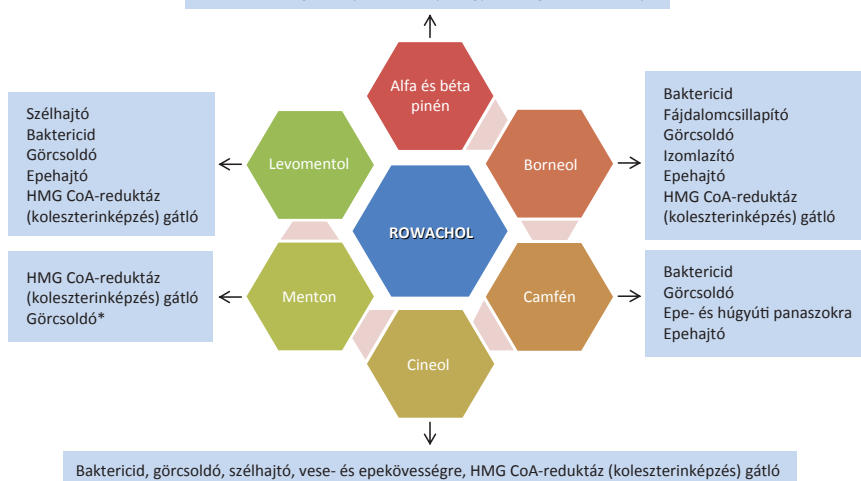 Alfa és béta
pinén
Szélhajtó
Baktericid
Görcsoldó
Epehajtó
HMG CoA-reduktáz
(koleszterinképzés) gátló
Levomentol
Borneol
Baktericid
Fájdalomcsillapító
Görcsoldó
Izomlazító
Epehajtó
HMG CoA-reduktáz
(koleszterinképzés) gátló
ROWACHOL
HMG CoA-reduktáz
(koleszterinképzés) gátló
Görcsoldó*
Menton
Camfén
Baktericid
Görcsoldó
Epe- és húgyúti panaszokra
Epehajtó
Cineol
Baktericid, görcsoldó, szélhajtó, vese- és epekövességre, HMG CoA-reduktáz (koleszterinképzés) gátló